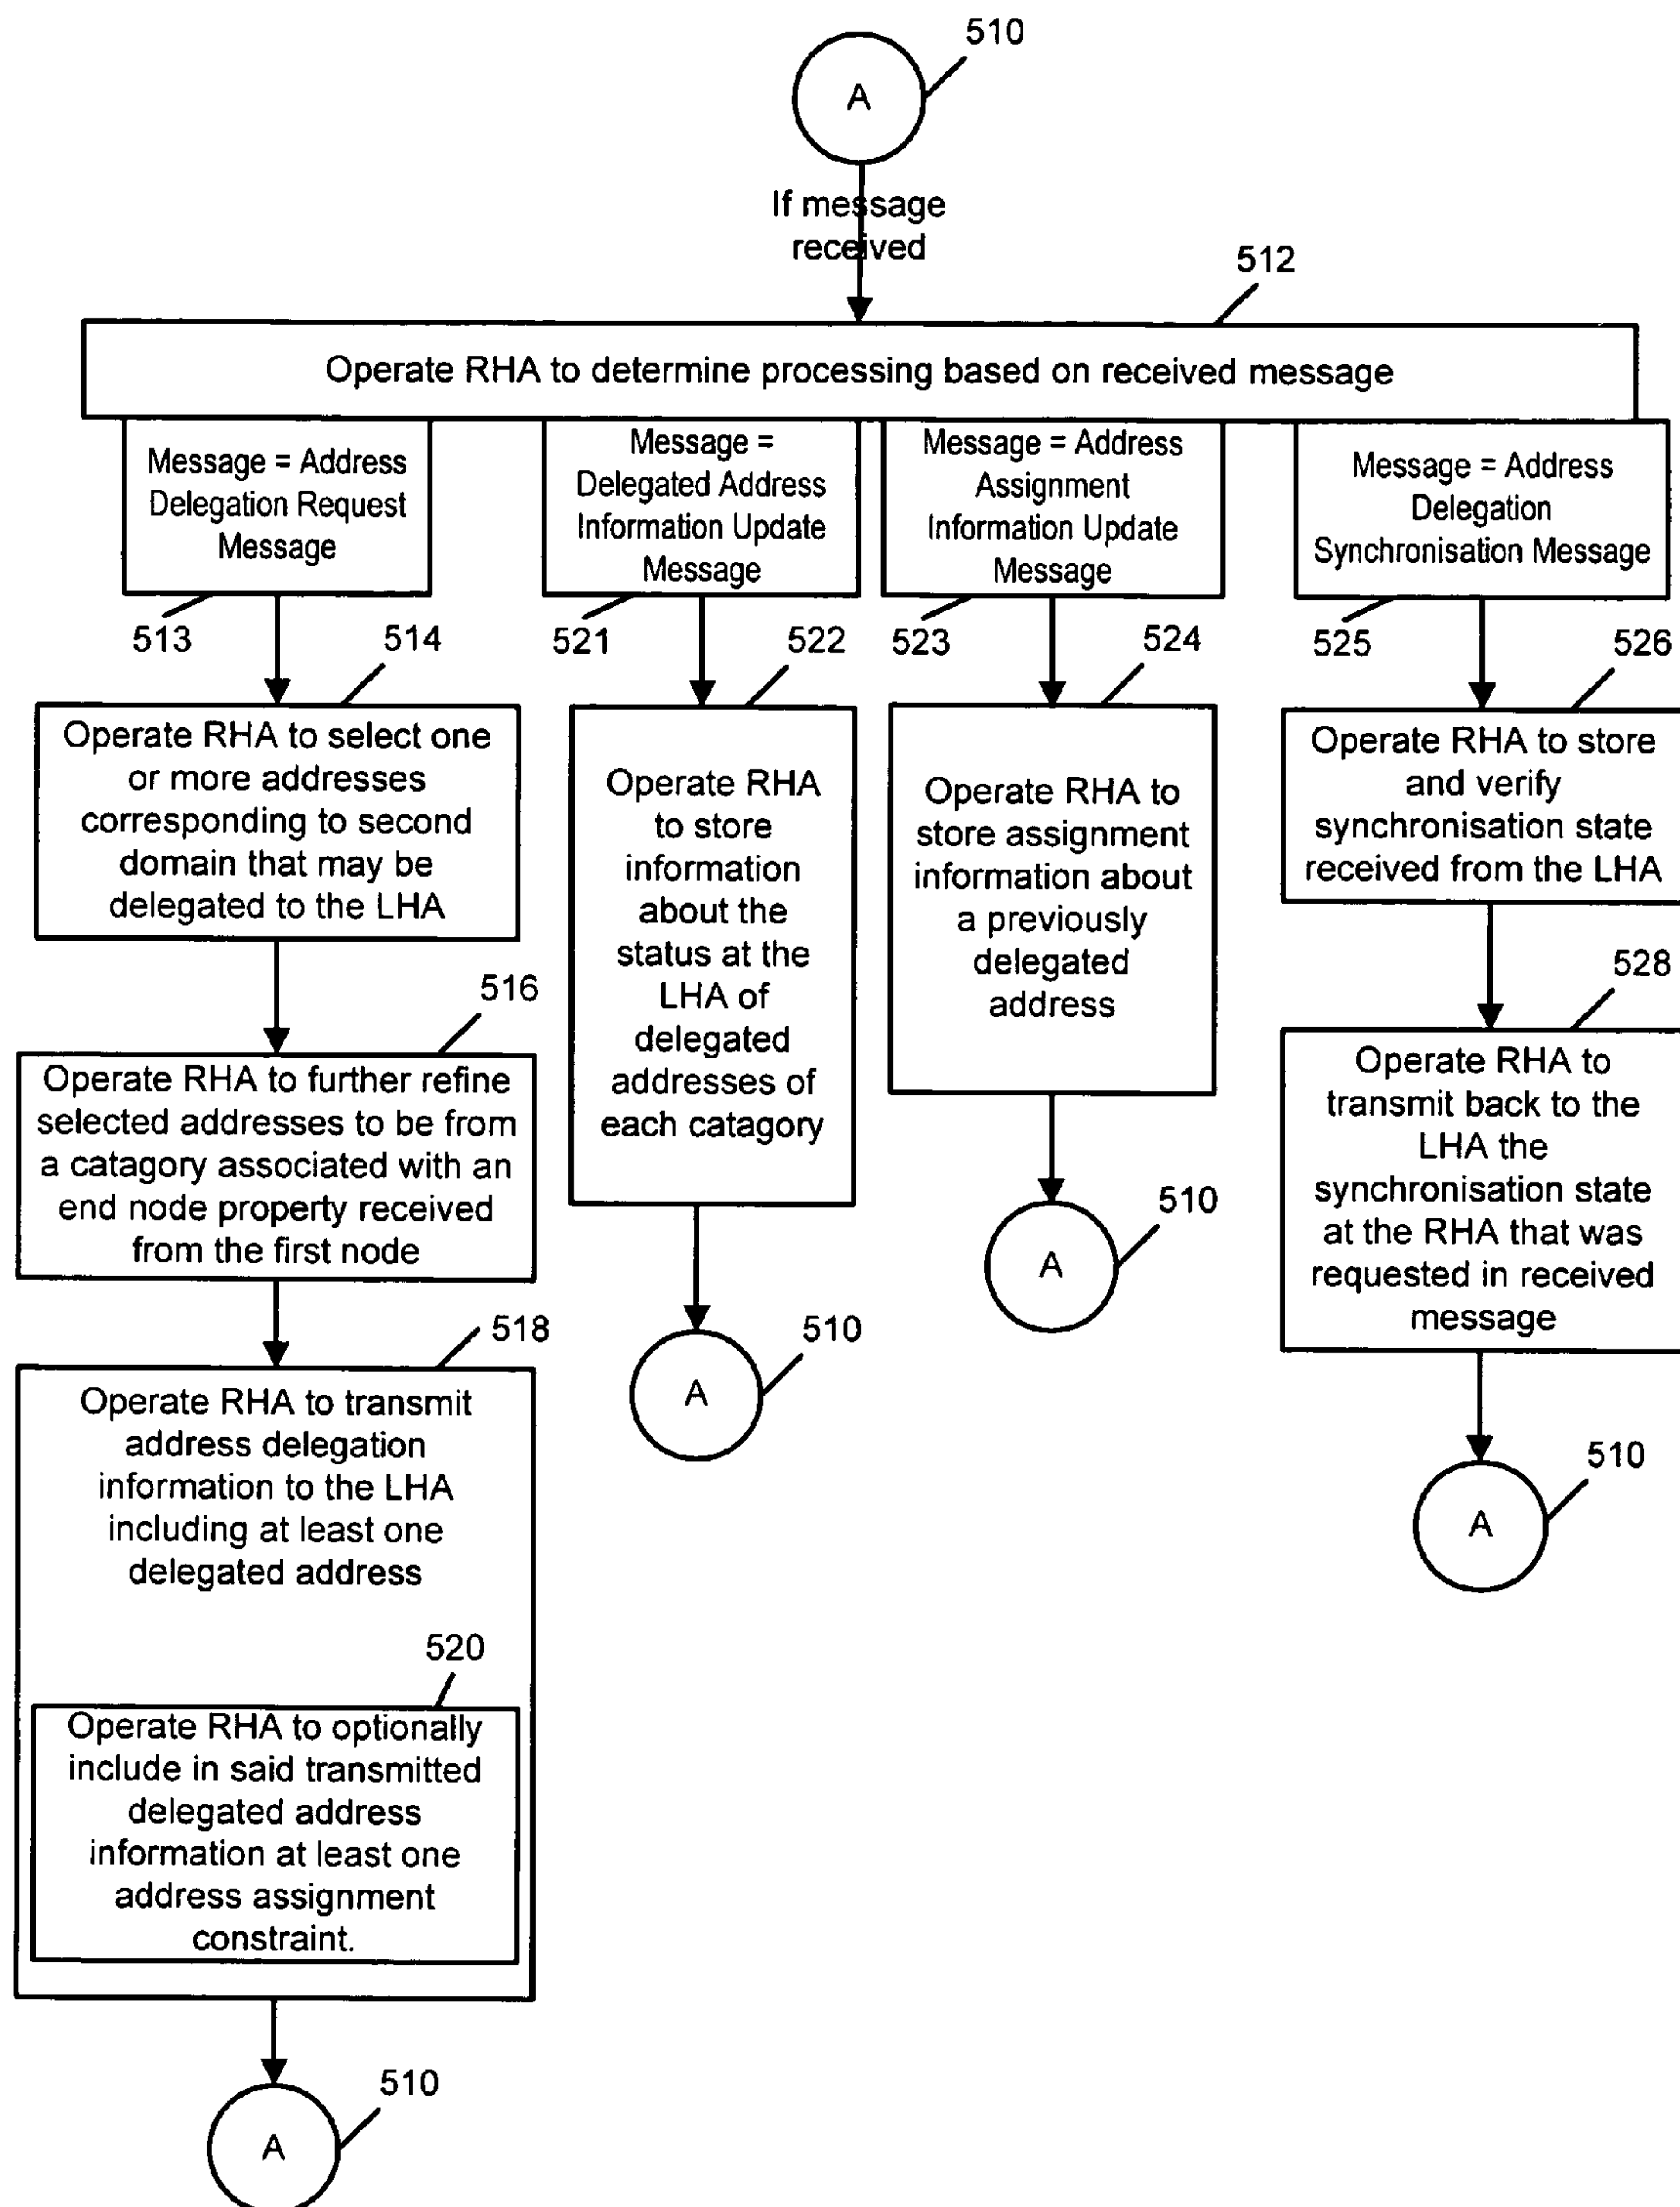 510
A
If message
received
512
Operate RHA to determine processing based on received message
Message = Address
Delegation Request
Message
Message =
Delegated Address
Information Update
Message
Message = Address
Assignment
Information Update
Message
Message = Address
Delegation
Synchronisation Message
513
514
521
522
523
524
525
526
Operate RHA to select one
or more addresses
corresponding to second
domain that may be
delegated to the LHA
516
Operate RHA to further refine
selected addresses to be from
a catagory associated with an
end node property received
from the first node
518
Operate RHA to transmit
address delegation
information to the LHA
including at least one
delegated address
520
Operate RHA to optionally
include in said transmitted
delegated address
information at least one
address assignment
constraint.
510
A
Operate RHA
to store
information
about the
status at the
LHA of
delegated
addresses of
each catagory
510
A
Operate RHA to
store assignment
information about
a previously
delegated
address
510
A
Operate RHA to store
and verify
synchronisation state
received from the LHA
528
Operate RHA to
transmit back to the
LHA the
synchronisation state
at the RHA that was
requested in received
message
510
A